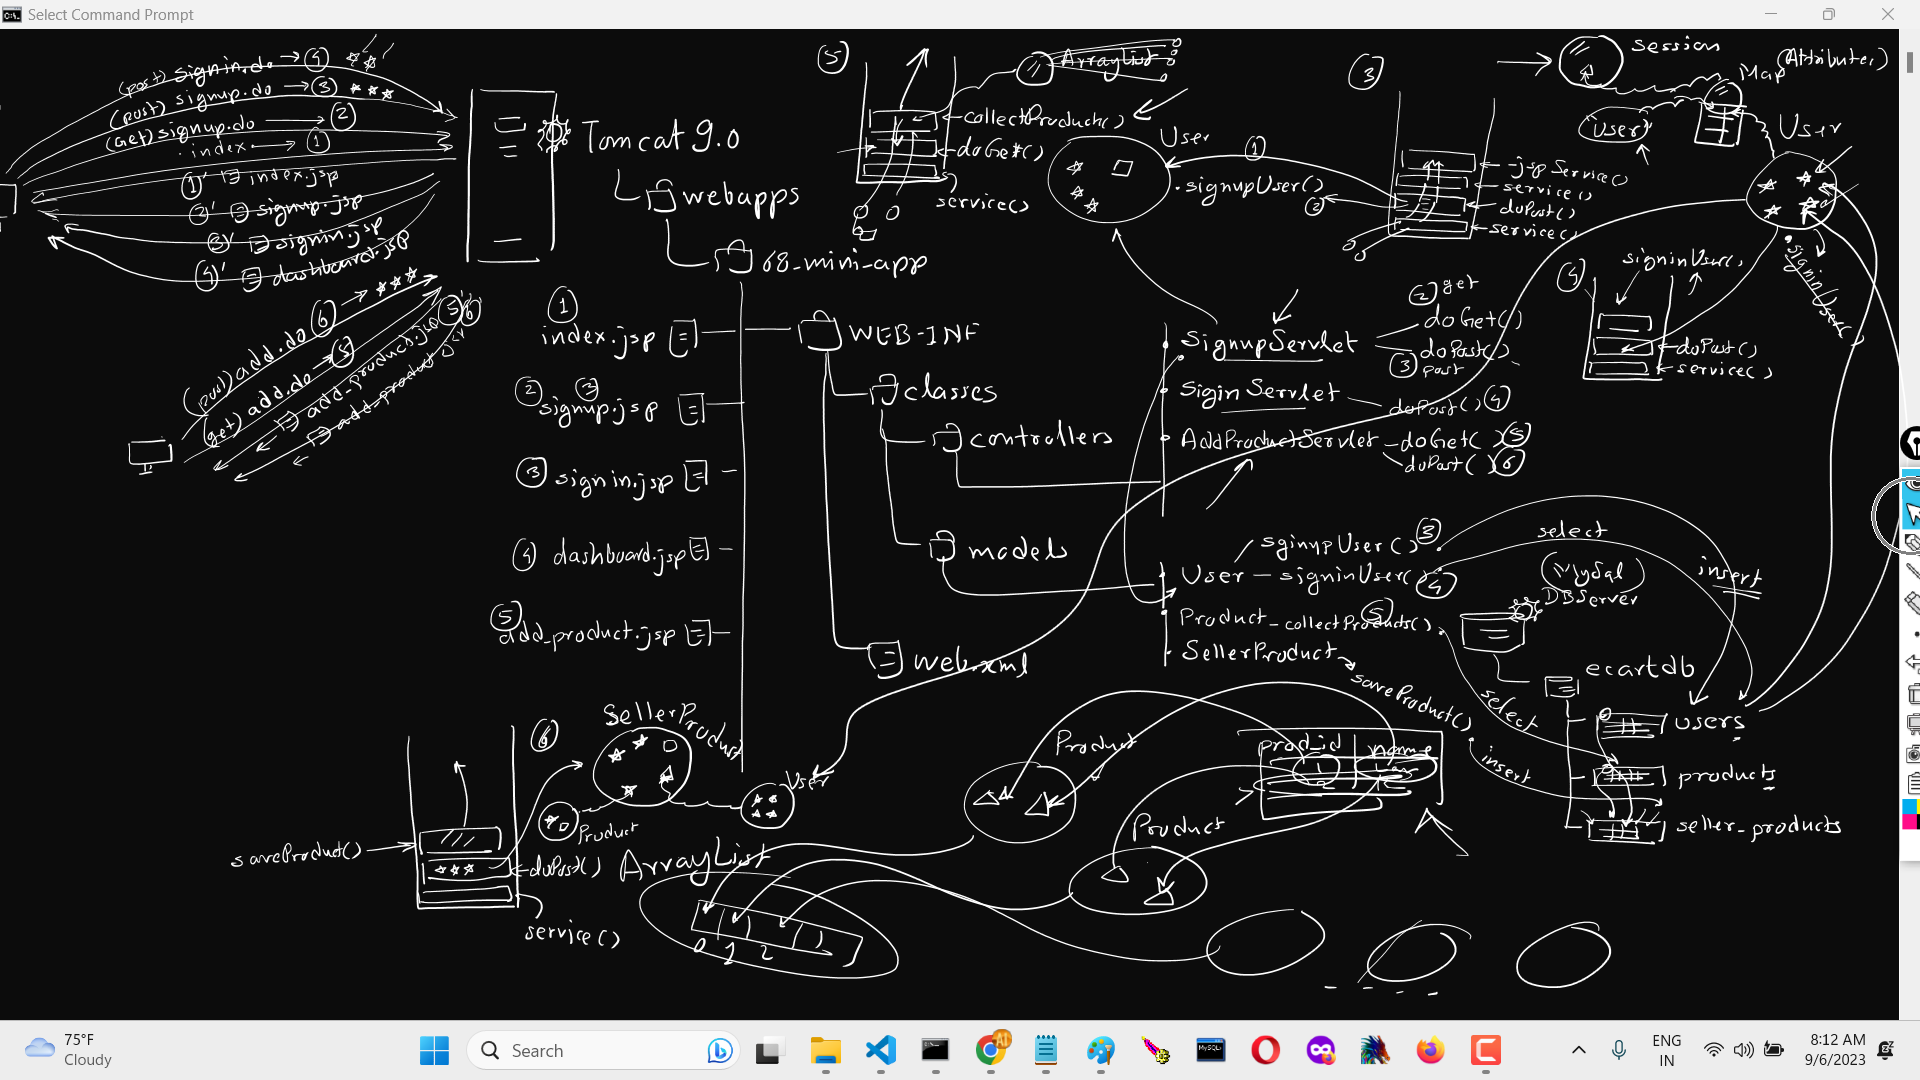 Select Command Prompt
(post) signin.do → 4
(post) signup.do → 3
(Get) signup.do → 2
index → 1
1' index.jsp
2' signup.jsp
3' signin.jsp
4' dashboard.jsp
(post) add.do 6
(get) add.do → 5
add_product.jsp 5'
add_product.jsp 6'
Tomcat 9.0
webapps
68_mini_app
5
ArrayList
collectProduct()
doGet()
service()
User
1
.signupUser()
2
3
jspService()
service()
doPost()
service()
session
Map (Attributes)
User
User
signinUser()
4
signinUser()
doPost()
service()
1
index.jsp
2 3
signup.jsp
3 signin.jsp
4 dashboard.jsp
5
add_product.jsp
WEB-INF
classes
controllers
models
web.xml
SignupServlet
2 get
doGet()
doPost()
3 post
SiginServlet
doPost() 4
AddProductServlet - doGet() 5
doPost() 6
sginupUser() 3
User - signinUser() 4
Product - collectProducts() 5
SellerProduct
saveProduct()
select
insert
MySql
DBServer
ecartdb
users
select
products
insert
seller_products
6
SellerProduct
User
Product
saveProduct()
doPost()
service()
ArrayList
0 1 2
Product
Product
prod_id name
1
2
75°F
Cloudy
Search
ENG
IN
8:12 AM
9/6/2023